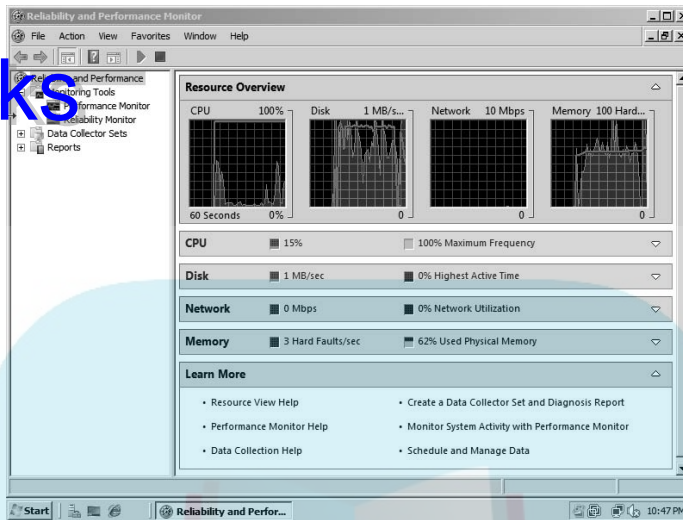 Reliability and Performance Monitor
File Action View Favorites Window Help
ks
Reliability and Performance
Monitoring Tools
Performance Monitor
Reliability Monitor
Data Collector Sets
Reports
Resource Overview
CPU 100% Disk 1 MB/s... Network 10 Mbps Memory 100 Hard...
60 Seconds 0% 0 0 0
CPU 15% 100% Maximum Frequency
Disk 1 MB/sec 0% Highest Active Time
Network 0 Mbps 0% Network Utilization
Memory 3 Hard Faults/sec 62% Used Physical Memory
Learn More
• Resource View Help • Create a Data Collector Set and Diagnosis Report
• Performance Monitor Help • Monitor System Activity with Performance Monitor
• Data Collection Help • Schedule and Manage Data
Start Reliability and Perfor... 10:47 PM